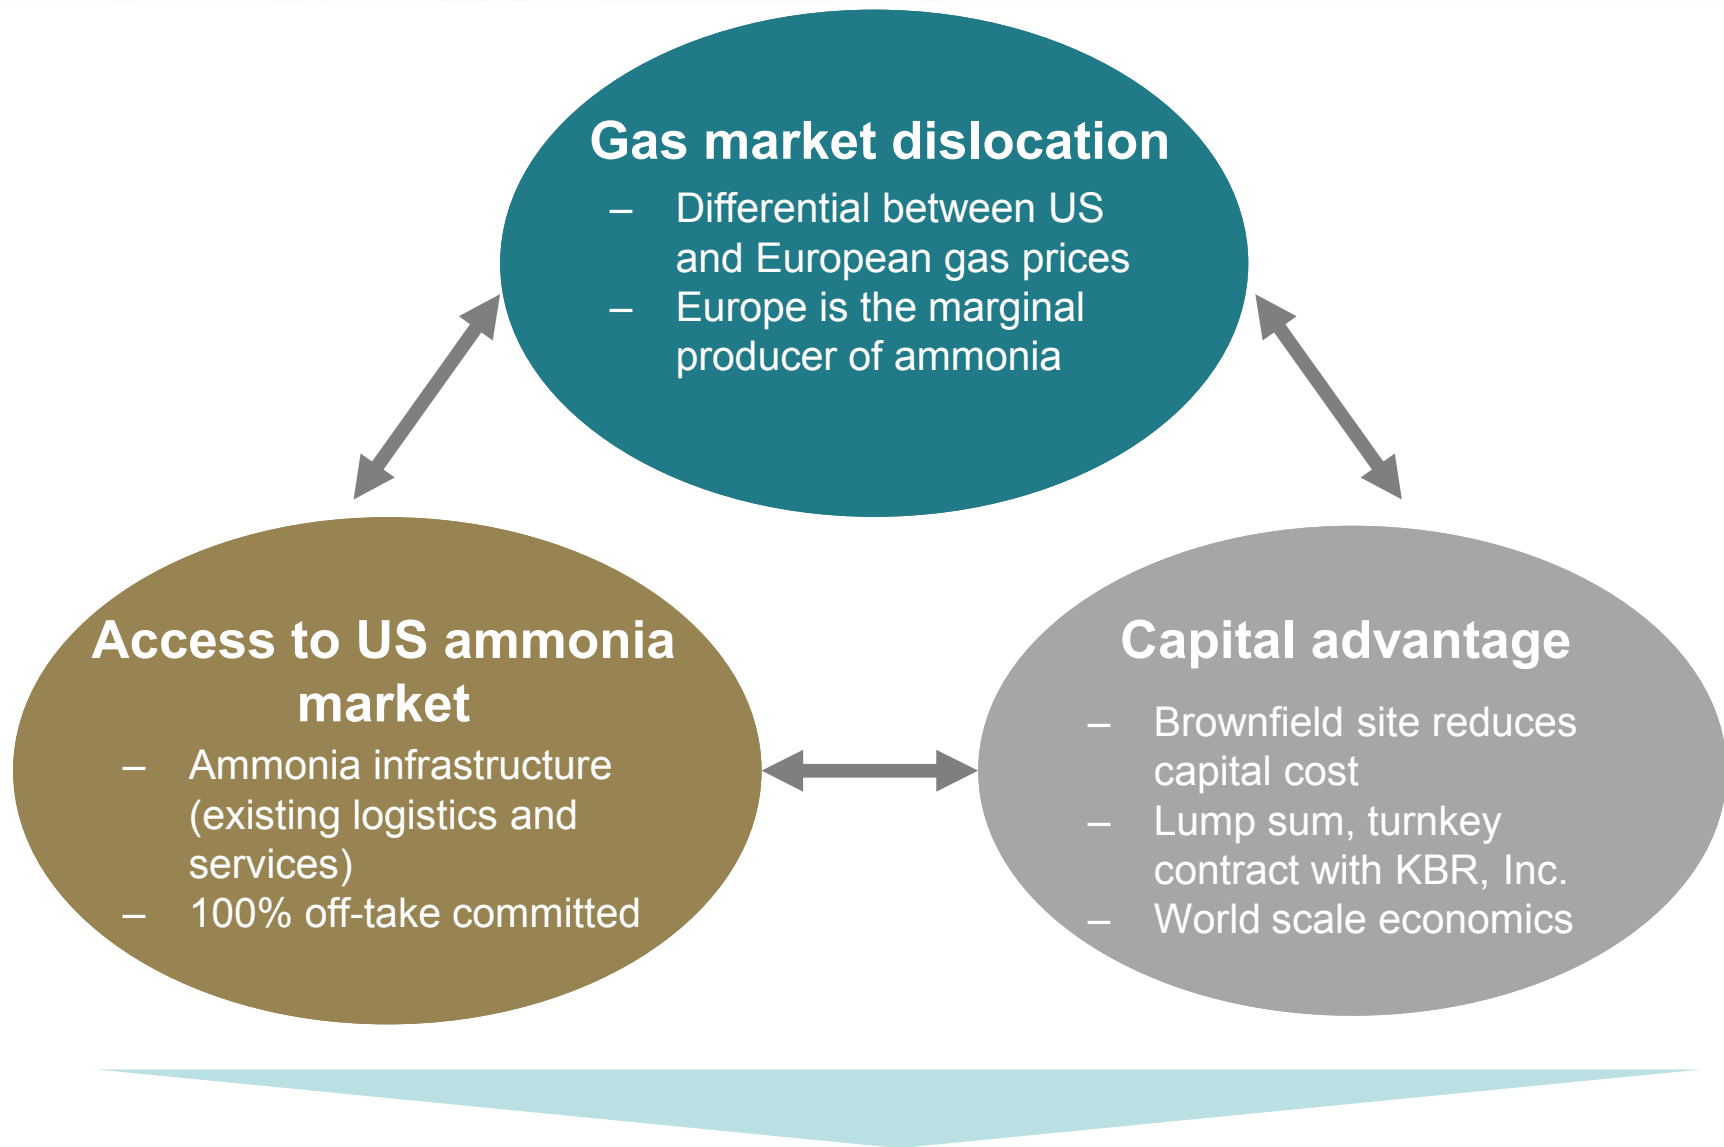 Gas market dislocation
– Differential between US
and European gas prices
– Europe is the marginal
producer of ammonia
Access to US ammonia
market
– Ammonia infrastructure
(existing logistics and
services)
– 100% off-take committed
Capital advantage
– Brownfield site reduces
capital cost
– Lump sum, turnkey
contract with KBR, Inc.
– World scale economics